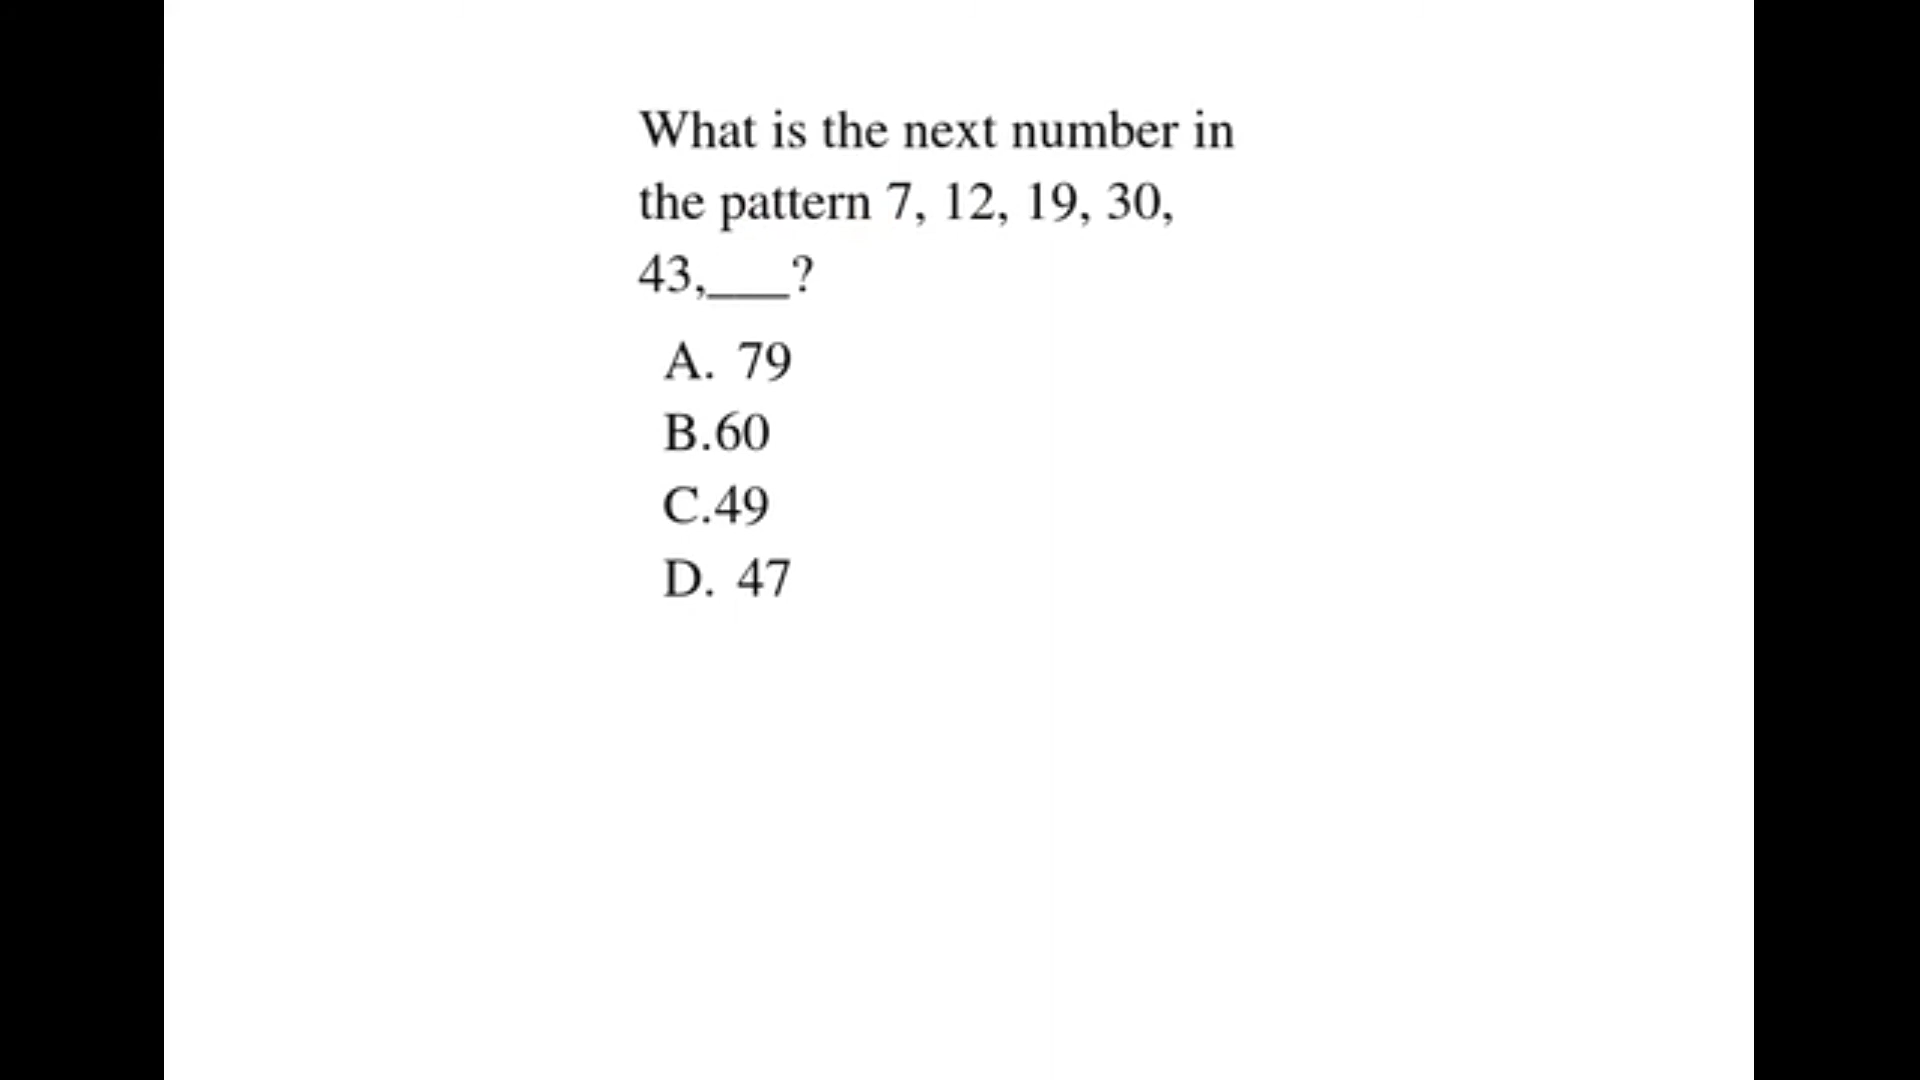 What is the next number in
the pattern 7, 12, 19, 30,
43,___?
A. 79
B.60
C.49
D. 47